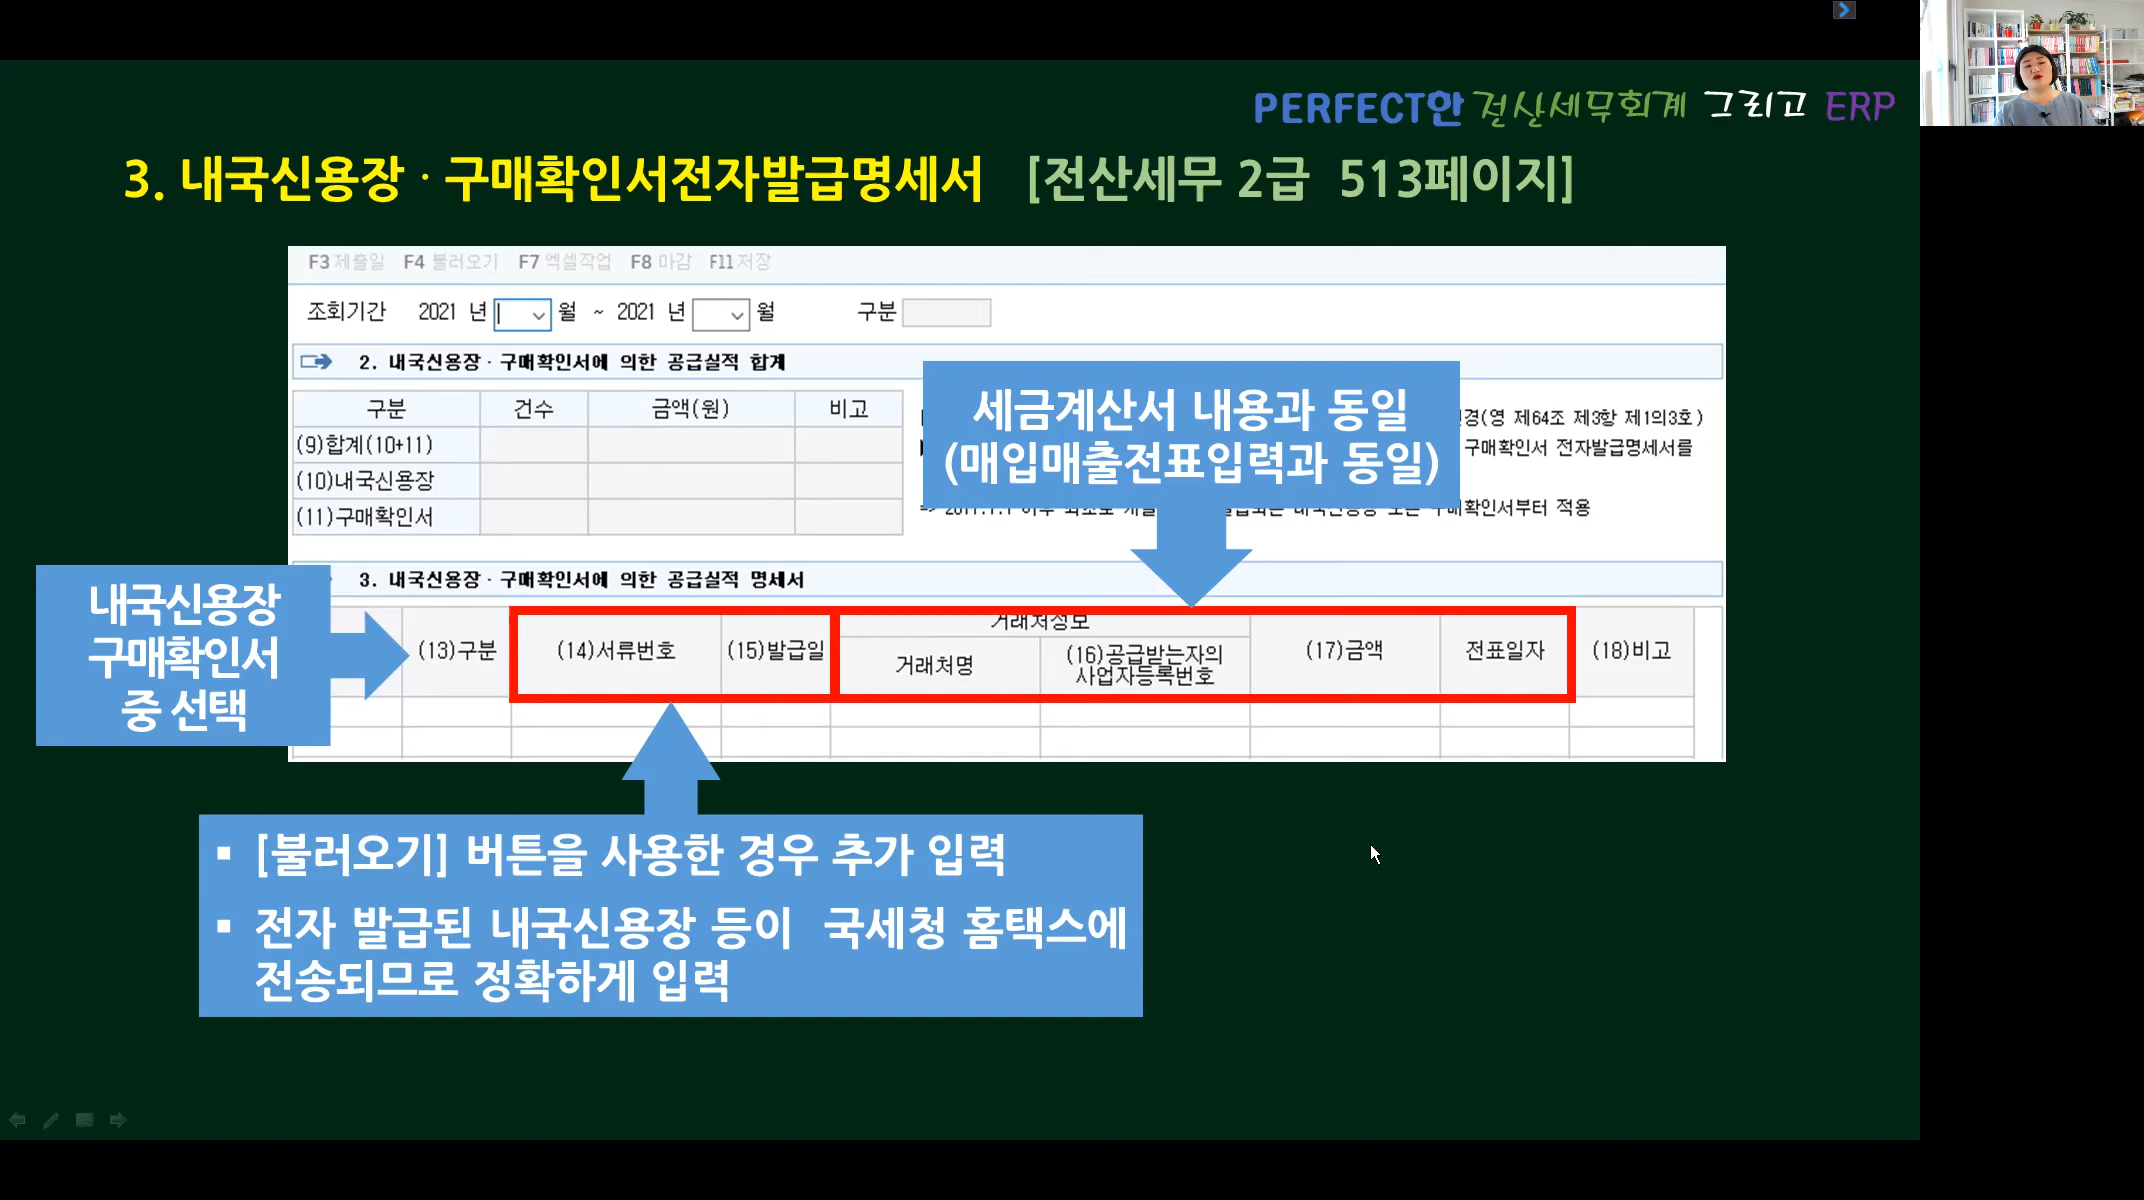 PERFECT한 전산세무회계 그리고 ERP
3. 내국신용장 · 구매확인서전자발급명세서 [전산세무 2급 513페이지]
F3 제출일 F4 불러오기 F7 엑셀작업 F8 마감 F11 저장
조회기간 2021 년 월 ~ 2021 년 월 구분
2. 내국신용장 · 구매확인서에 의한 공급실적 합계
구분 건수 금액(원) 비고
(9)합계(10+11)
(10)내국신용장
(11)구매확인서
경(영 제64조 제3항 제1의3호)
구매확인서 전자발급명세서를
매확인서부터 적용
세금계산서 내용과 동일
(매입매출전표입력과 동일)
3. 내국신용장 · 구매확인서에 의한 공급실적 명세서
내국신용장
구매확인서
중 선택
(13)구분 (14)서류번호 (15)발급일 거래처정보 (17)금액 전표일자 (18)비고
거래처명 (16)공급받는자의
사업자등록번호
▪ [불러오기] 버튼을 사용한 경우 추가 입력
▪ 전자 발급된 내국신용장 등이 국세청 홈택스에
전송되므로 정확하게 입력